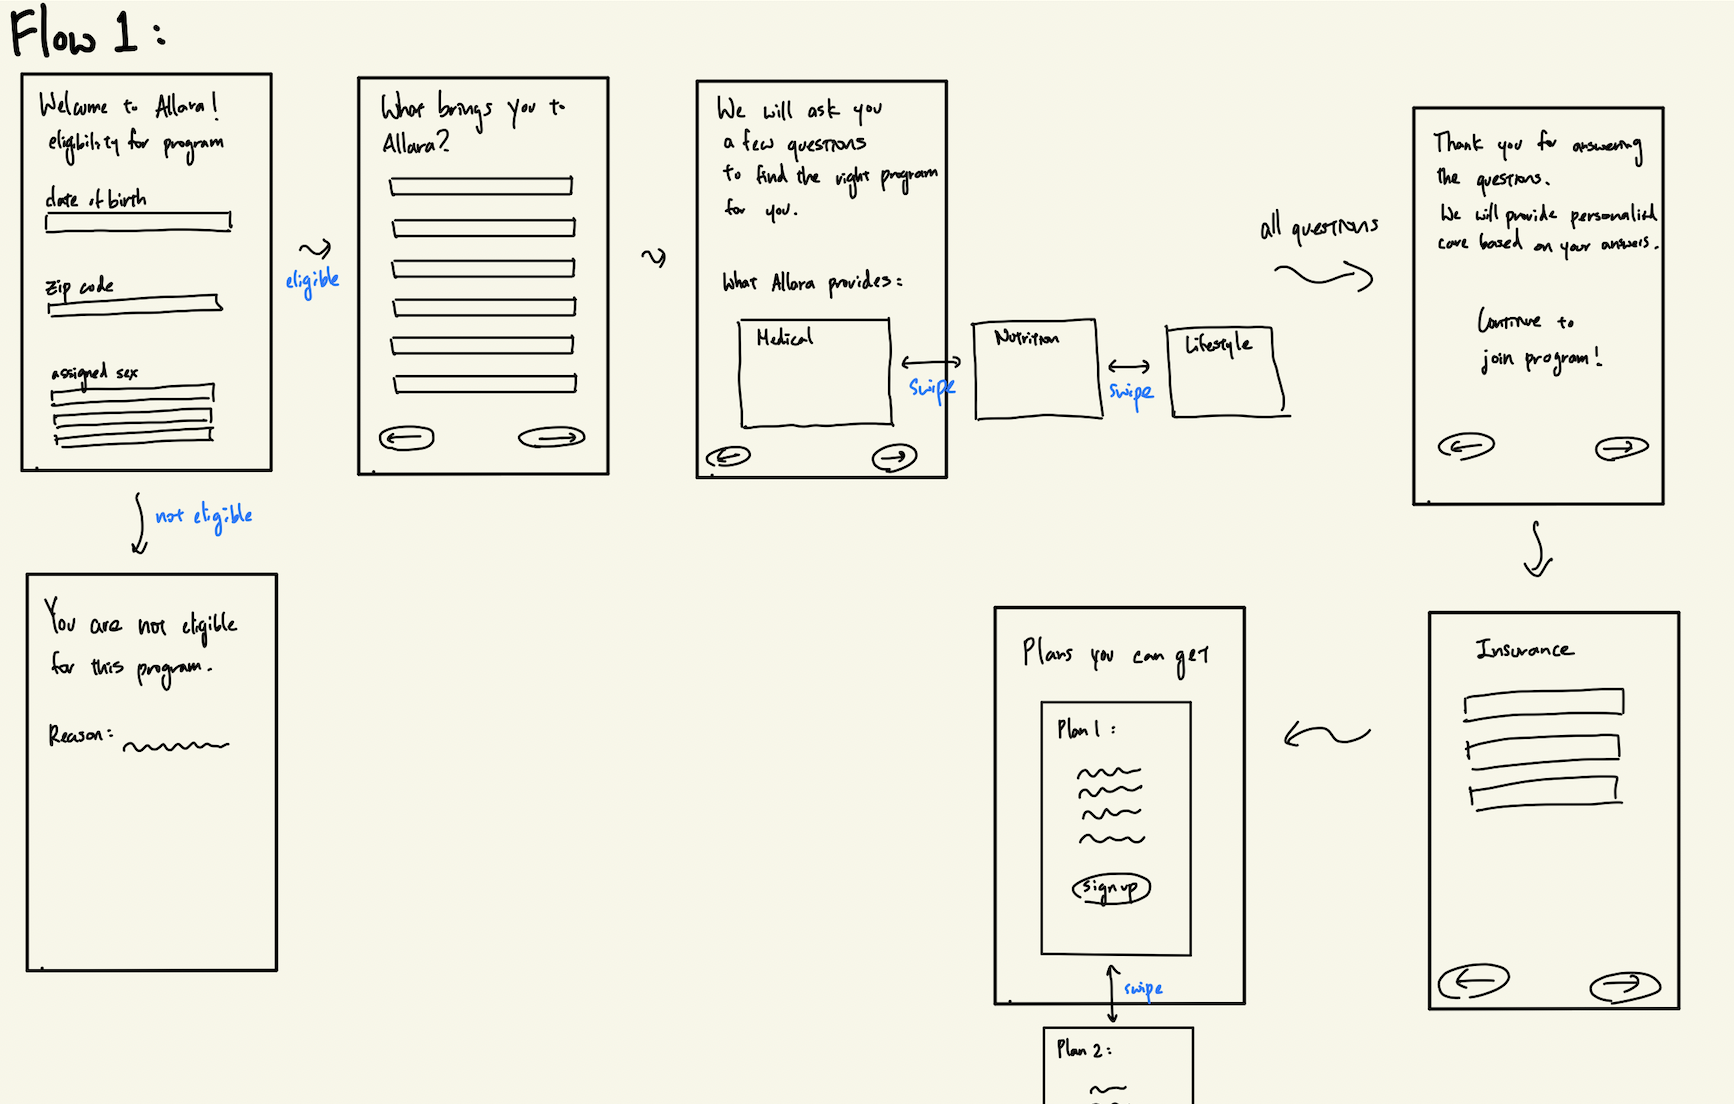 Flow 1:
Welcome to Allara!
eligibility for program
date of birth
Zip code
assigned sex
eligible
not eligible
You are not eligible
for this program.
Reason:
What brings you to
Allara?
We will ask you
a few questions
to find the right program
for you.
What Allara provides:
Medical
swipe
Nutrition
swipe
Lifestyle
all questions
Thank you for answering
the questions.
We will provide personalized
care based on your answers.
Continue to
join program!
Insurance
Plans you can get
Plan 1:
sign up
swipe
Plan 2: